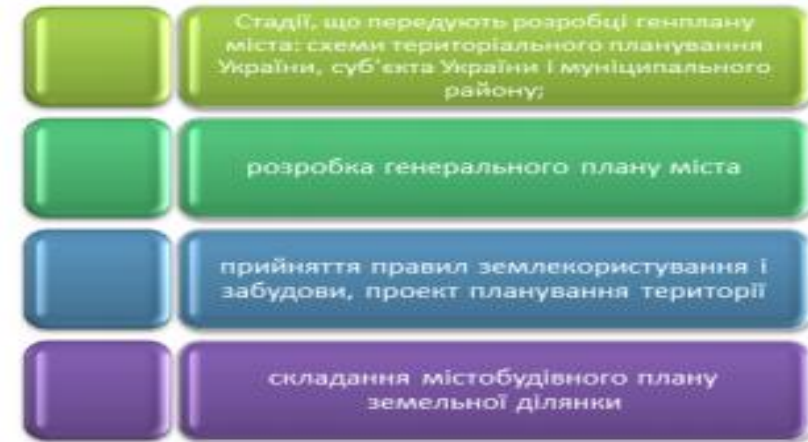 Стадії, що передують розробці генплану
міста: схеми територіального планування
України, суб'єкта України і муніципального
району;
розробка генерального плану міста
прийняття правил землекористування і
забудови, проект планування території
складання містобудівного плану
земельної ділянки